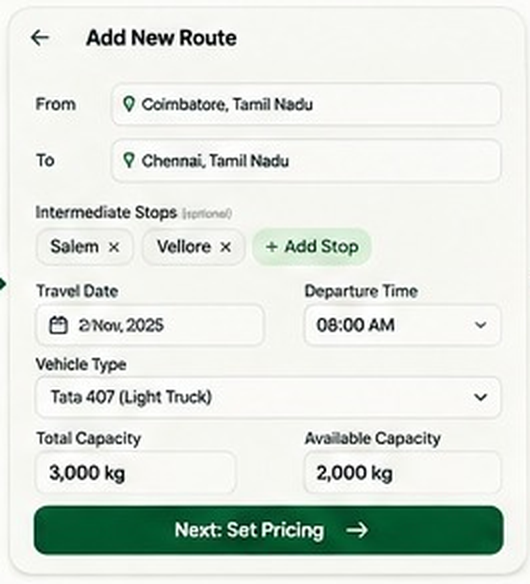 ← Add New Route
From
Coimbatore, Tamil Nadu
To
Chennai, Tamil Nadu
Intermediate Stops (optional)
Salem × Vellore × + Add Stop
Travel Date Departure Time
Nov, 2025 08:00 AM
Vehicle Type
Tata 407 (Light Truck)
Total Capacity Available Capacity
3,000 kg 2,000 kg
Next: Set Pricing →